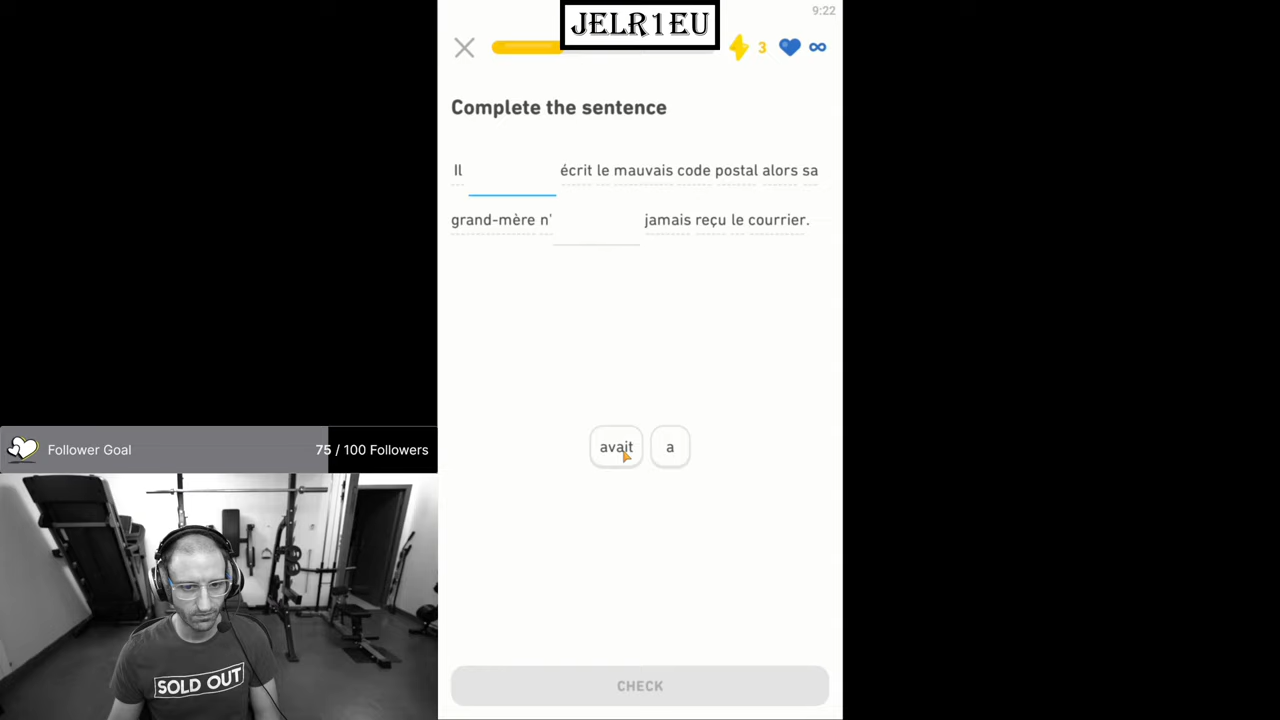 9:22
JELR1EU
3 ∞
Complete the sentence
Il écrit le mauvais code postal alors sa
grand-mère n' jamais reçu le courrier.
avait a
Follower Goal 75 / 100 Followers
SOLD OUT
CHECK